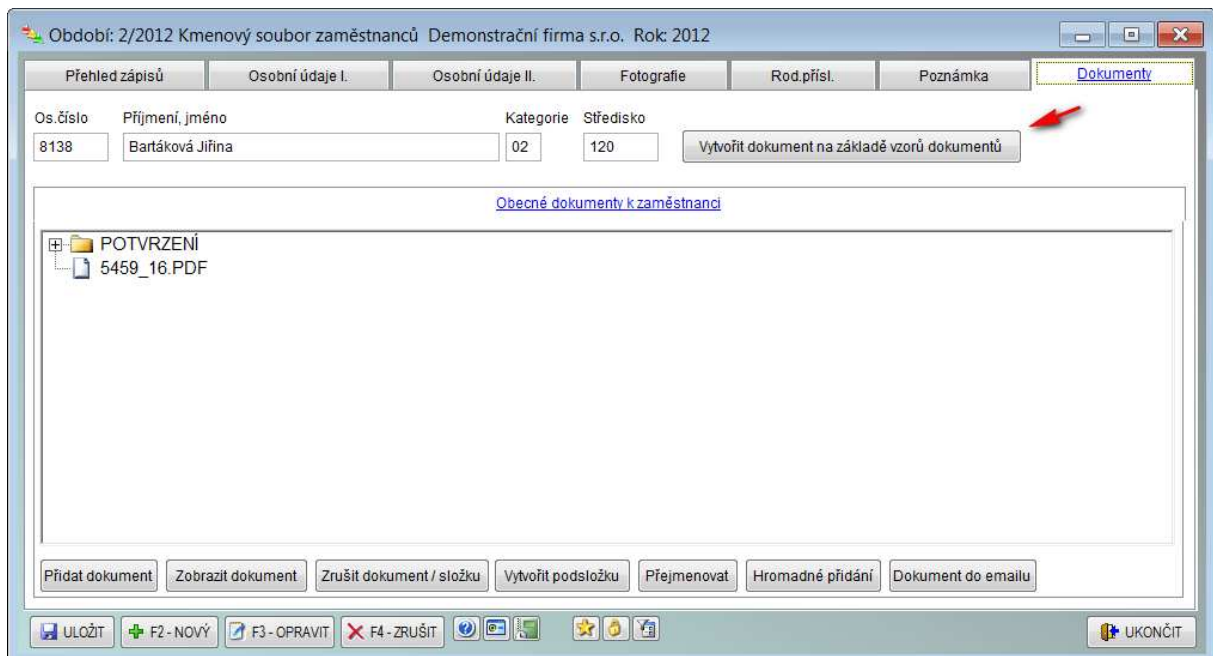 Období: 2/2012 Kmenový soubor zaměstnanců Demonstrační firma s.r.o. Rok: 2012
Přehled zápisů Osobní údaje I. Osobní údaje II. Fotografie Rod.přísl. Poznámka Dokumenty
Os.číslo Příjmení, jméno Kategorie Středisko
8138 Bartáková Jiřina 02 120 Vytvořit dokument na základě vzorů dokumentů
Obecné dokumenty k zaměstnanci
POTVRZENÍ
5459_16.PDF
Přidat dokument Zobrazit dokument Zrušit dokument / složku Vytvořit podsložku Přejmenovat Hromadné přidání Dokument do emailu
ULOŽIT F2 - NOVÝ F3 - OPRAVIT F4 - ZRUŠIT UKONČIT